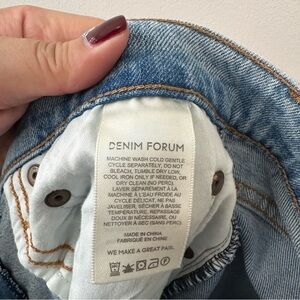 DENIM FORUM
MACHINE WASH COLD GENTLE
CYCLE SEPARATELY, DO NOT
BLEACH, TUMBLE DRY LOW,
COOL IRON ONLY IF NEEDED, OR
DRY CLEAN (NO PERC).
LAVER SÉPARÉMENT À LA
MACHINE À L'EAU FROIDE AU
CYCLE DÉLICAT, NE PAS
JAVELISER, SÉCHER À BASSE
TEMPÉRATURE, REPASSAGE
DOUX SI NÉCESSAIRE, OU
NETTOYER À SEC (SANS PERC).
MADE IN CHINA
FABRIQUÉ EN CHINE
WE MAKE A GREAT PAIR.